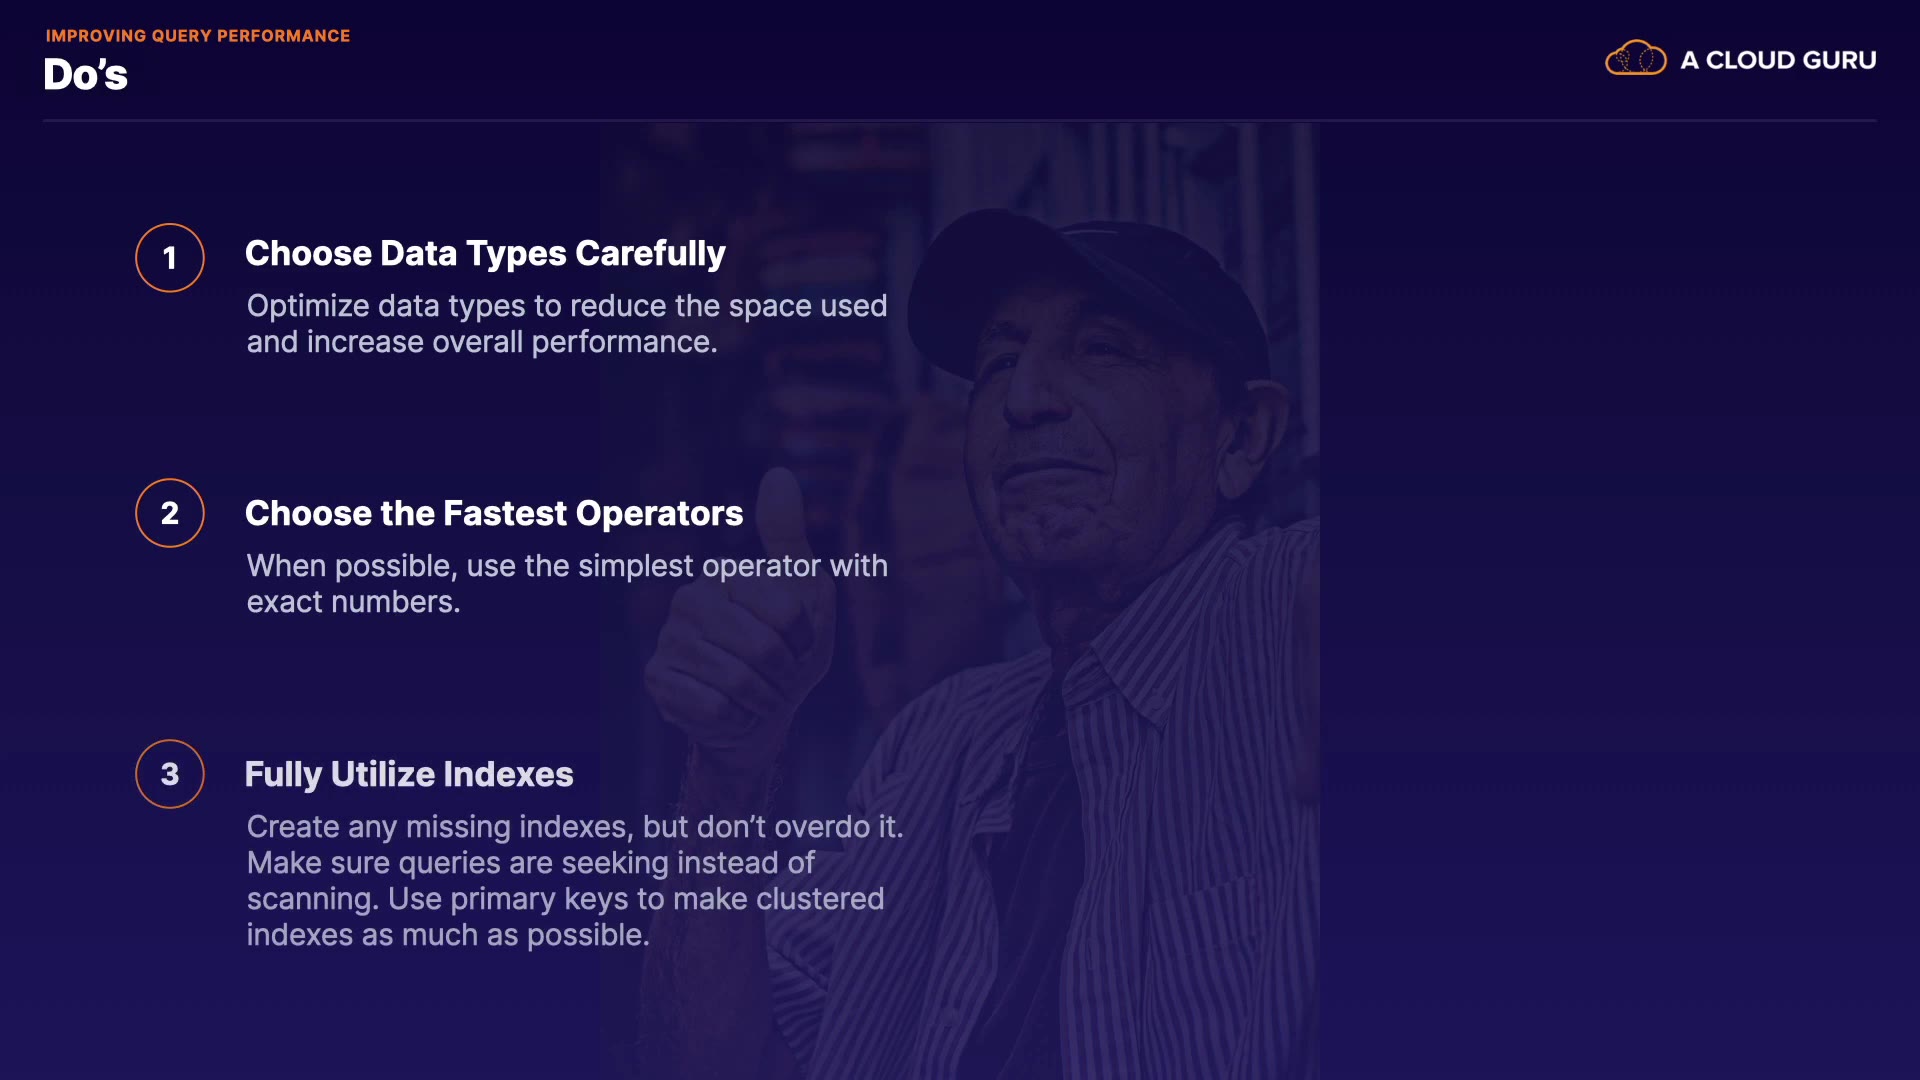 IMPROVING QUERY PERFORMANCE
Do’s
A CLOUD GURU
1
Choose Data Types Carefully
Optimize data types to reduce the space used
and increase overall performance.
2
Choose the Fastest Operators
When possible, use the simplest operator with
exact numbers.
3
Fully Utilize Indexes
Create any missing indexes, but don’t overdo it.
Make sure queries are seeking instead of
scanning. Use primary keys to make clustered
indexes as much as possible.